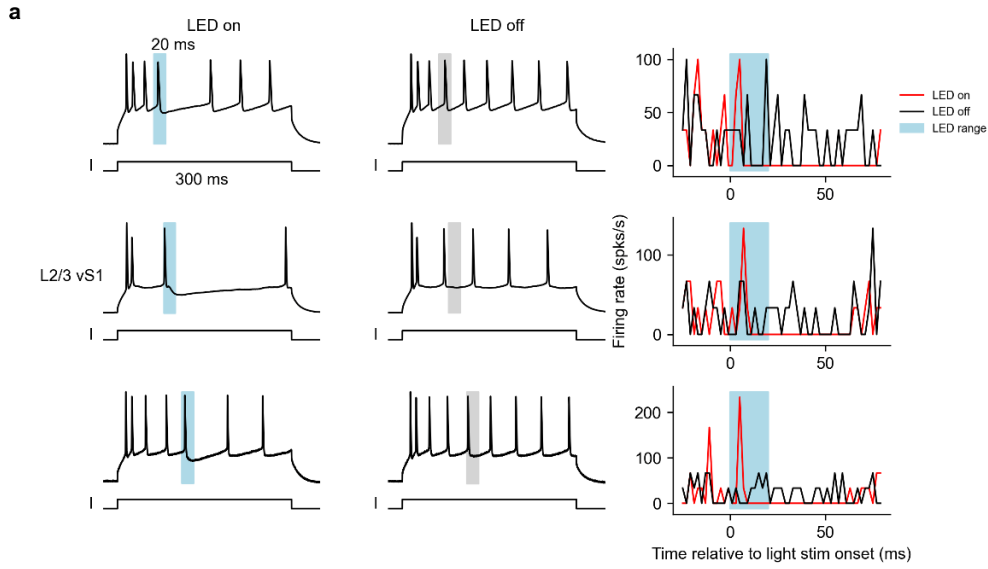 a
LED on
LED off
20 ms
I
300 ms
I
100
50
0
0
50
LED on
LED off
LED range
L2/3 vS1
I
I
Firing rate (spks/s)
100
0
0
50
I
I
200
100
0
0
50
Time relative to light stim onset (ms)